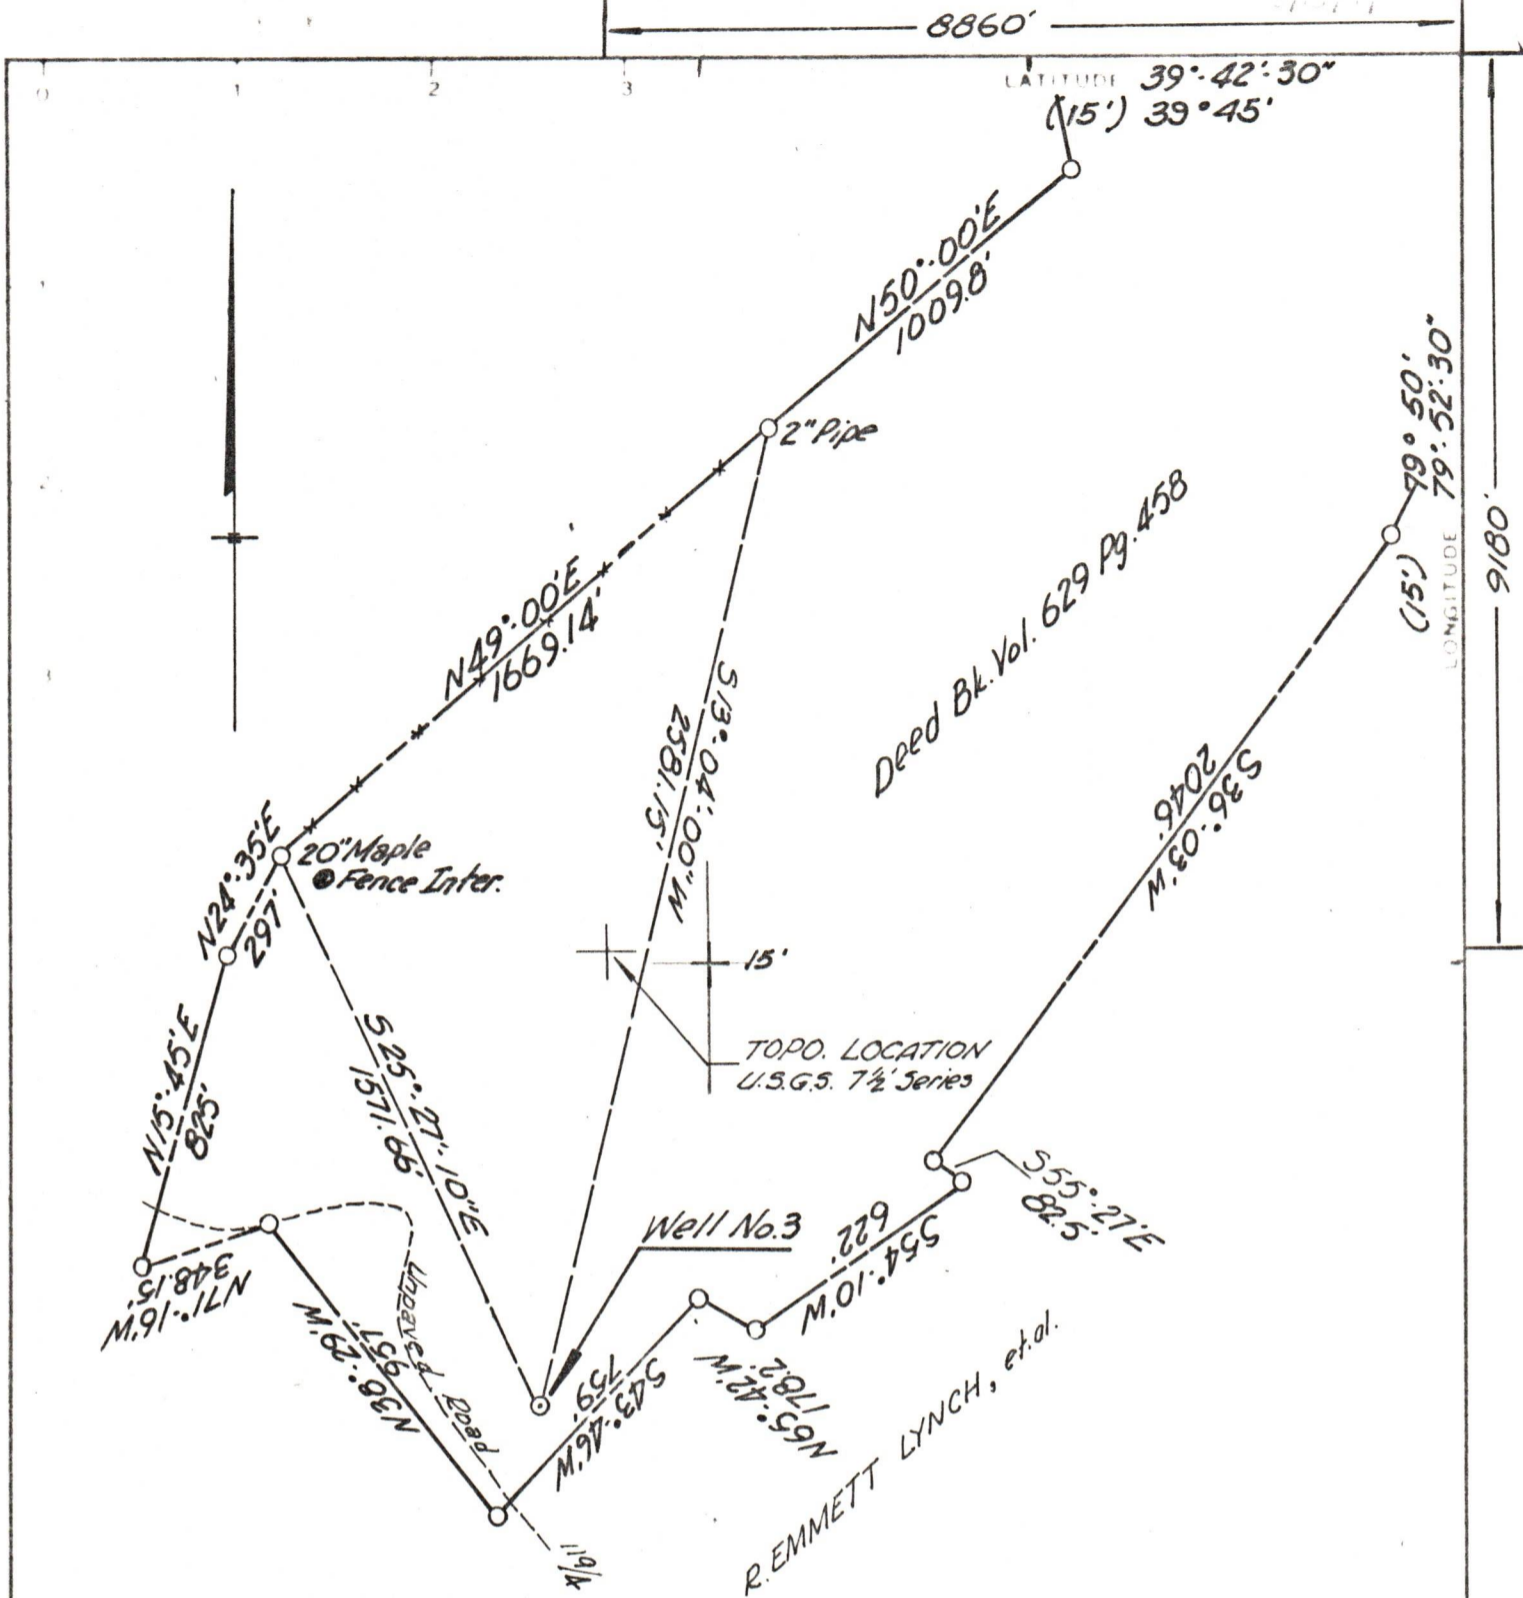 8860'
0 1 2 3
LATITUDE 39°·42'·30"
(15') 39°45'
N50°·00'E
1009.8'
2"Pipe
79° 50'
79°·52'·30"
(15')
LONGITUDE
9180'
Deed Bk. Vol. 629 Pg. 458
N49°·00'E
1669.14'
S13°·04'·00"W
2581.15'
S36°·03'W
2046'
20"Maple
@ Fence Inter.
N24°·35'E
297'
15'
N15°·45'E
825'
S25°·27'·10"E
1571.66'
TOPO. LOCATION
U.S.G.S. 7½' Series
S55°·27'E
82.5'
Well No.3
S54°·10'W
622'
N71°·16'W
348.15'
N38°·29'W
957'
Unpaved Road
S43°·46'W
759'
N65°·42'W
178.2'
R. EMMETT LYNCH, et.al.
119/4